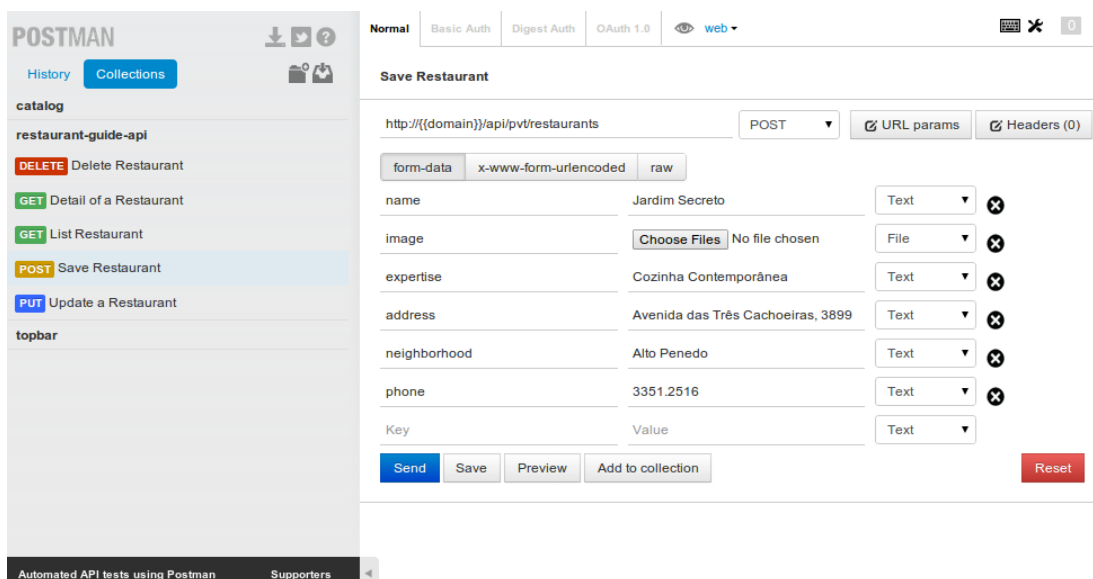 POSTMAN
History Collections
catalog
restaurant-guide-api
DELETE Delete Restaurant
GET Detail of a Restaurant
GET List Restaurant
POST Save Restaurant
PUT Update a Restaurant
topbar
Automated API tests using Postman Supporters
Normal Basic Auth Digest Auth OAuth 1.0 web 0
Save Restaurant
http://{{domain}}/api/pvt/restaurants POST URL params Headers (0)
form-data x-www-form-urlencoded raw
name Jardim Secreto Text
image Choose Files No file chosen File
expertise Cozinha Contemporânea Text
address Avenida das Três Cachoeiras, 3899 Text
neighborhood Alto Penedo Text
phone 3351.2516 Text
Key Value Text
Send Save Preview Add to collection Reset